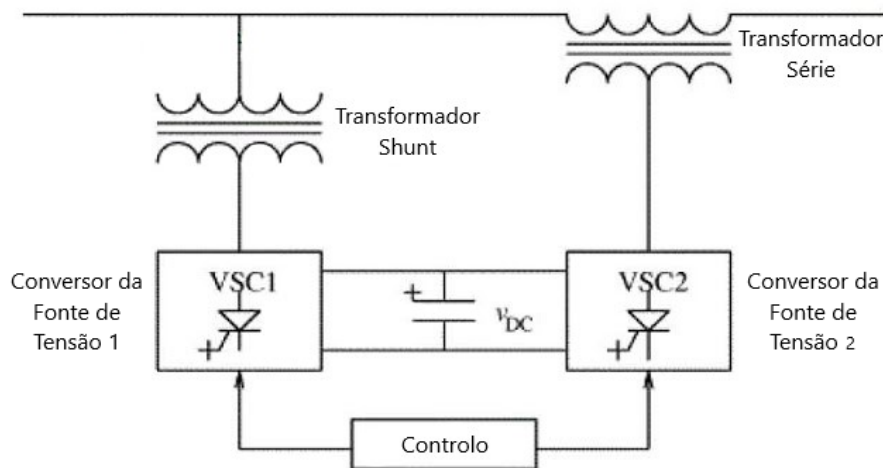 Transformador
Série
Transformador
Shunt
Conversor da
Fonte de
Tensão 1
VSC1
+
vDC
VSC2
Conversor da
Fonte de
Tensão 2
Controlo